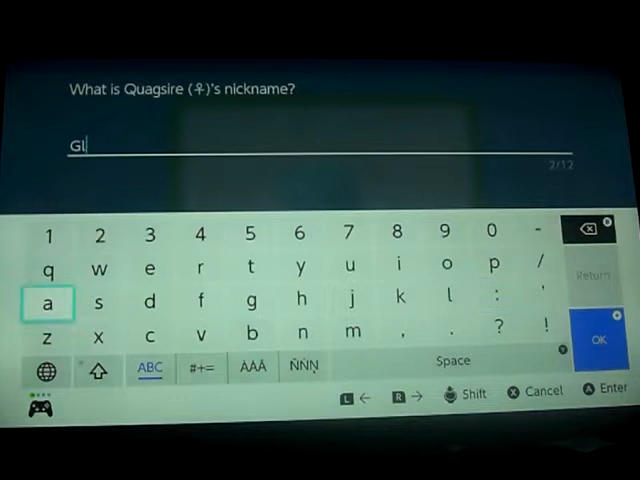 What is Quagsire (♀)'s nickname?
Gl
2/12
1 2 3 4 5 6 7 8 9 0 -
q w e r t y u i o p / Return
a s d f g h j k l : '
z x c v b n m , . ? ! OK
ABC #+= ÀÁÂ ÑŃṆ Space
L ← R → Shift X Cancel A Enter